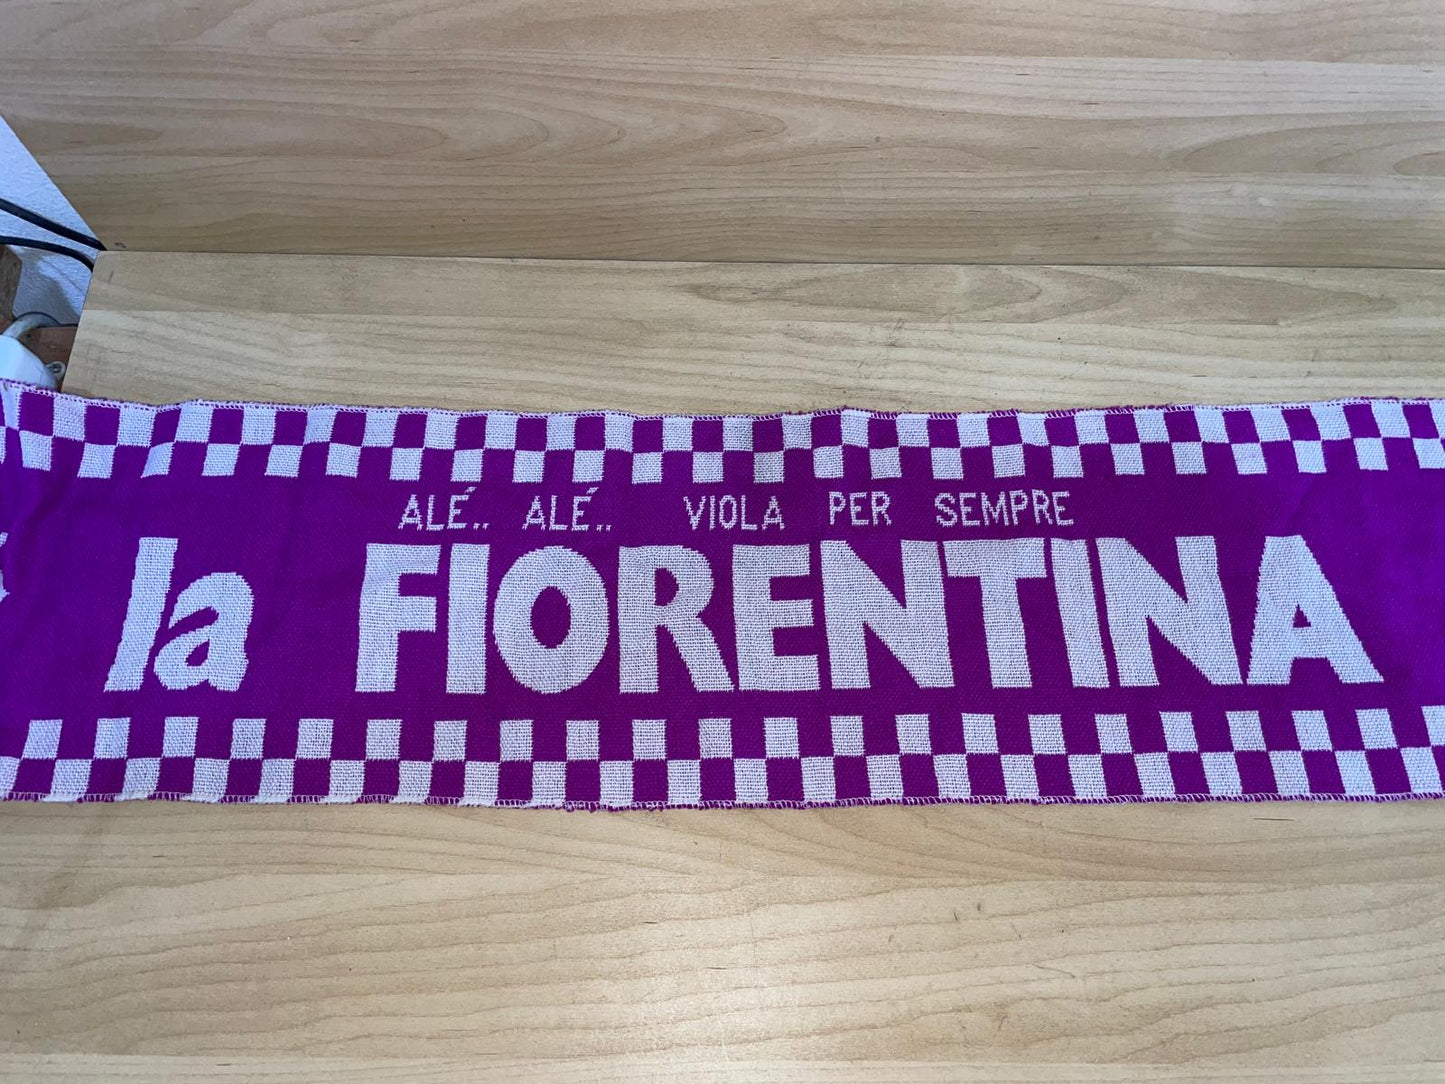 ALÉ.. ALÉ.. VIOLA PER SEMPRE
la FIORENTINA